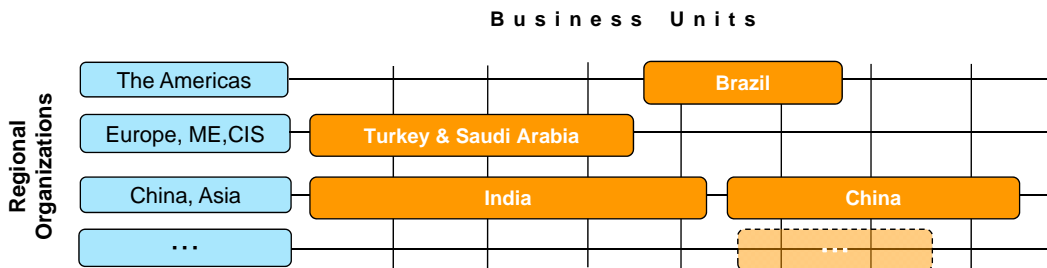 Business Units
Regional
Organizations
The Americas
Brazil
Europe, ME,CIS
Turkey & Saudi Arabia
China, Asia
India
China
...
...